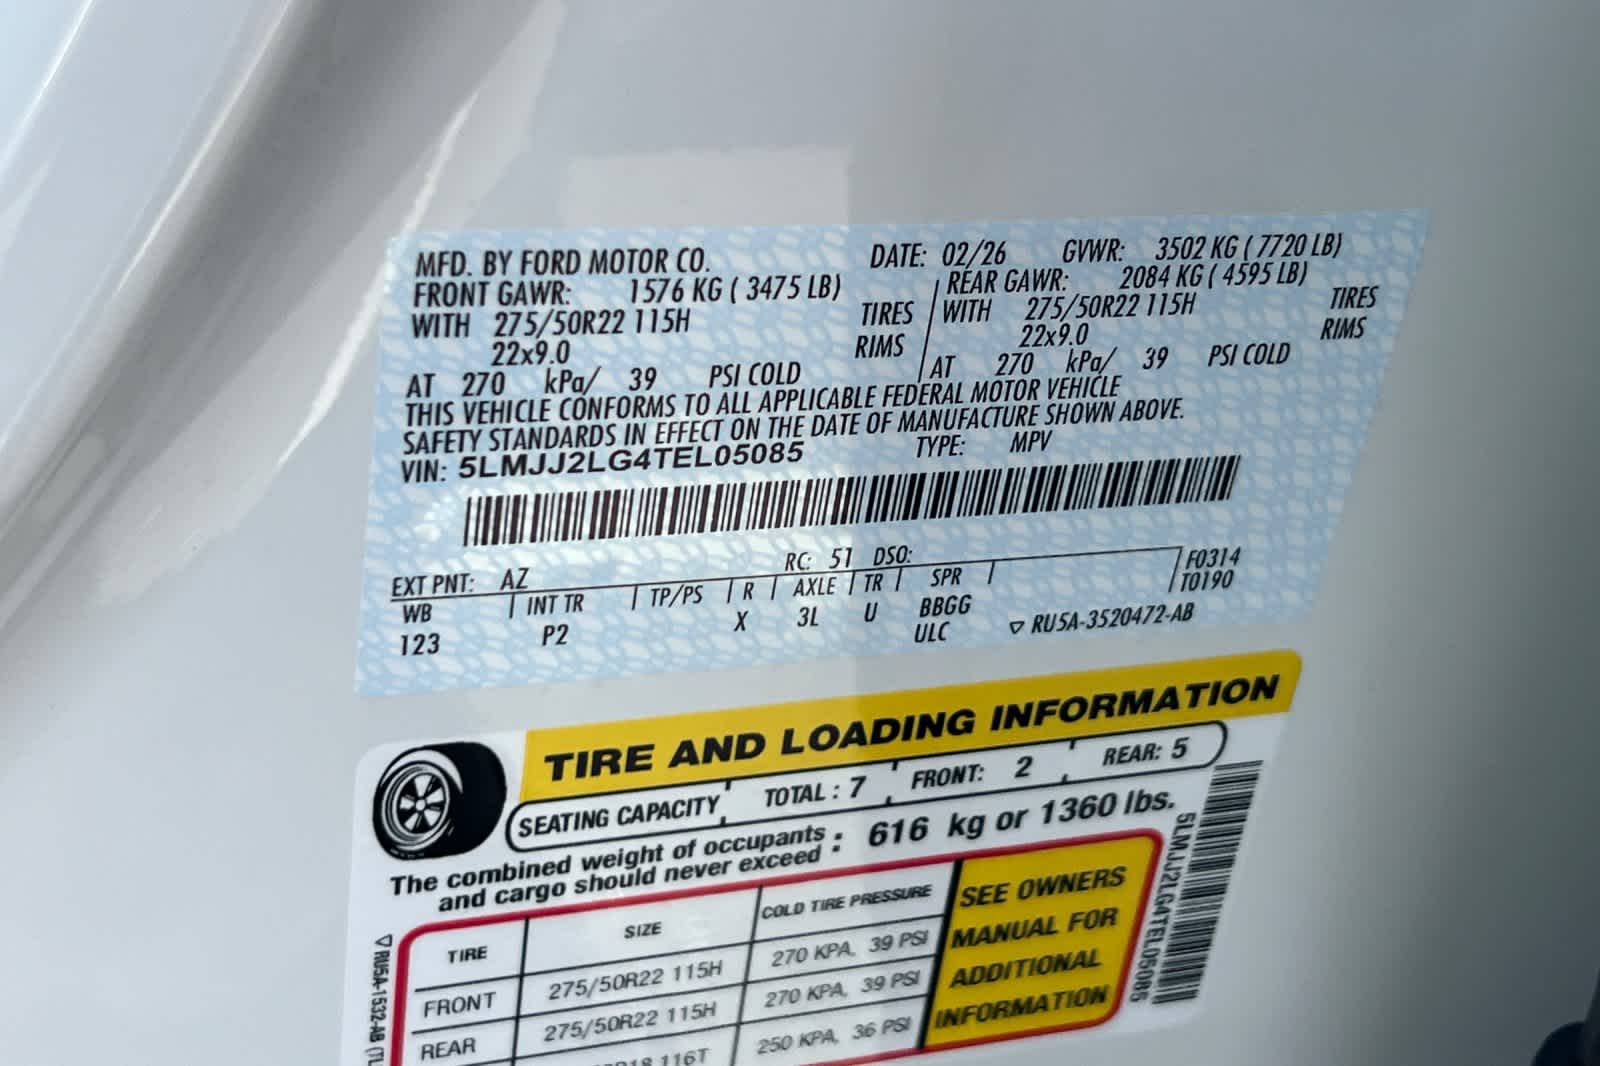 MFD. BY FORD MOTOR CO. DATE: 02/26 GVWR: 3502 KG ( 7720 LB)
FRONT GAWR: 1576 KG ( 3475 LB) REAR GAWR: 2084 KG ( 4595 LB)
WITH 275/50R22 115H TIRES WITH 275/50R22 115H TIRES
22x9.0 RIMS 22x9.0 RIMS
AT 270 kPa/ 39 PSI COLD AT 270 kPa/ 39 PSI COLD
THIS VEHICLE CONFORMS TO ALL APPLICABLE FEDERAL MOTOR VEHICLE
SAFETY STANDARDS IN EFFECT ON THE DATE OF MANUFACTURE SHOWN ABOVE.
VIN: 5LMJJ2LG4TEL05085 TYPE: MPV
EXT PNT: AZ RC: 51 DSO: F0314
WB INT TR TP/PS R AXLE TR SPR T0190
123 P2 X 3L U BBGG
ULC ▽ RU5A-3520472-AB
TIRE AND LOADING INFORMATION
SEATING CAPACITY TOTAL : 7 FRONT: 2 REAR: 5
The combined weight of occupants
and cargo should never exceed : 616 kg or 1360 lbs.
TIRE SIZE COLD TIRE PRESSURE
FRONT 275/50R22 115H 270 KPA, 39 PSI
REAR 275/50R22 115H 270 KPA, 39 PSI
116T 250 KPA, 36 PSI
SEE OWNERS
MANUAL FOR
ADDITIONAL
INFORMATION
5LMJJ2LG4TEL05085
▽ RU5A-1532-AB